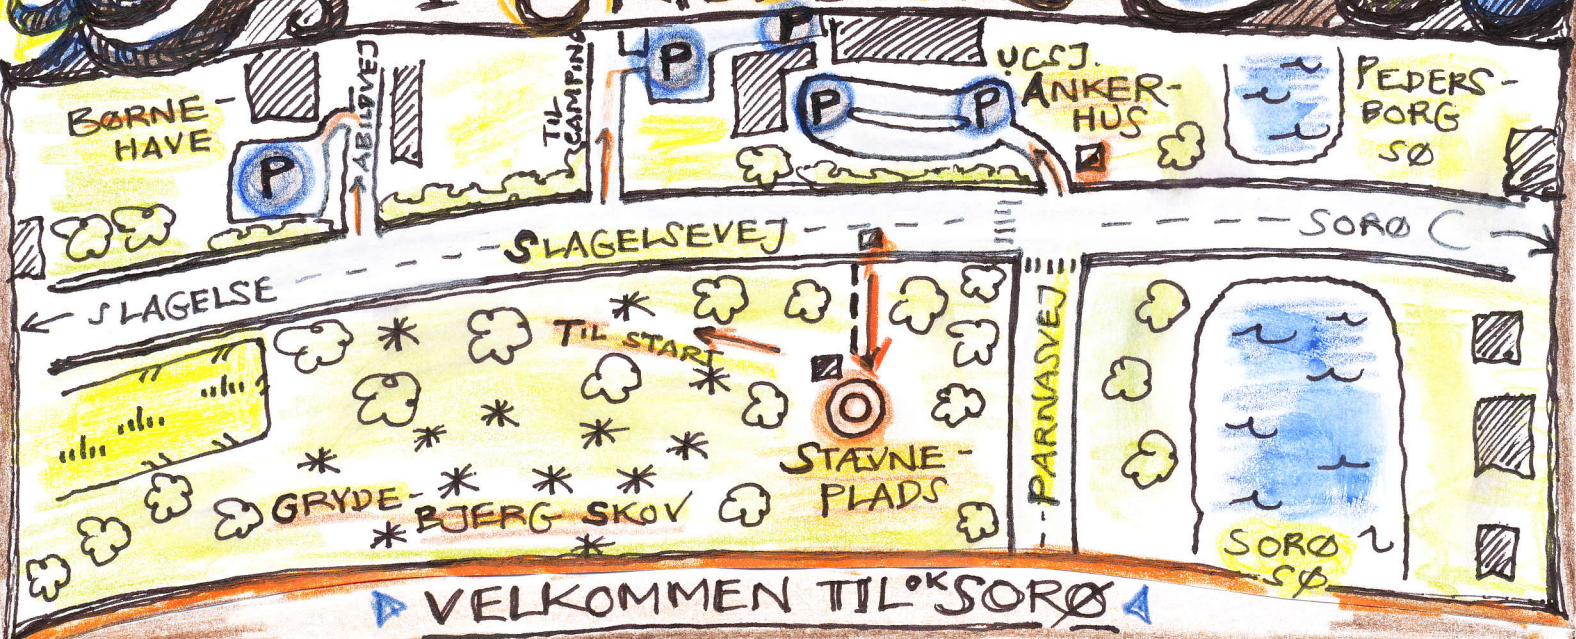 P
P
UCSJ.
ANKER-
HUS
PEDERS-
BORG
SØ
BØRNE-
HAVE
P
ABILDVEJ
TIL
CAMPING
P
P
SLAGELSEVEJ
SORØ C
SLAGELSE
TIL START
PARNASVEJ
STÆVNE-
PLADS
GRYDE-
BJERG SKOV
SORØ
SØ
VELKOMMEN TIL OK SORØ